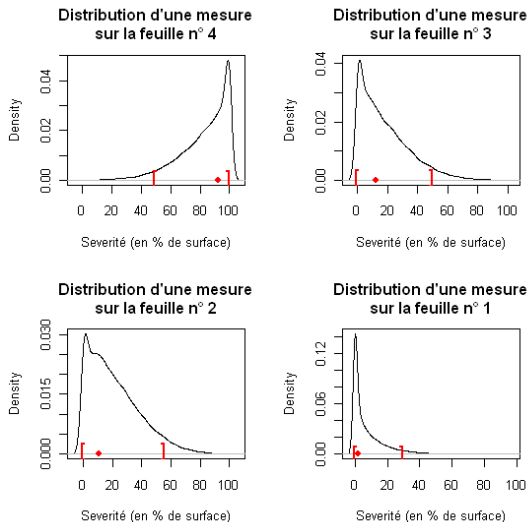 Distribution d'une mesure
sur la feuille n° 4
Density
0.00 0.02 0.04
0 20 40 60 80 100
Severité (en % de surface)
Distribution d'une mesure
sur la feuille n° 3
Density
0.00 0.02 0.04
0 20 40 60 80 100
Severité (en % de surface)
Distribution d'une mesure
sur la feuille n° 2
Density
0.000 0.015 0.030
0 20 40 60 80 100
Severité (en % de surface)
Distribution d'une mesure
sur la feuille n° 1
Density
0.00 0.06 0.12
0 20 40 60 80 100
Severité (en % de surface)